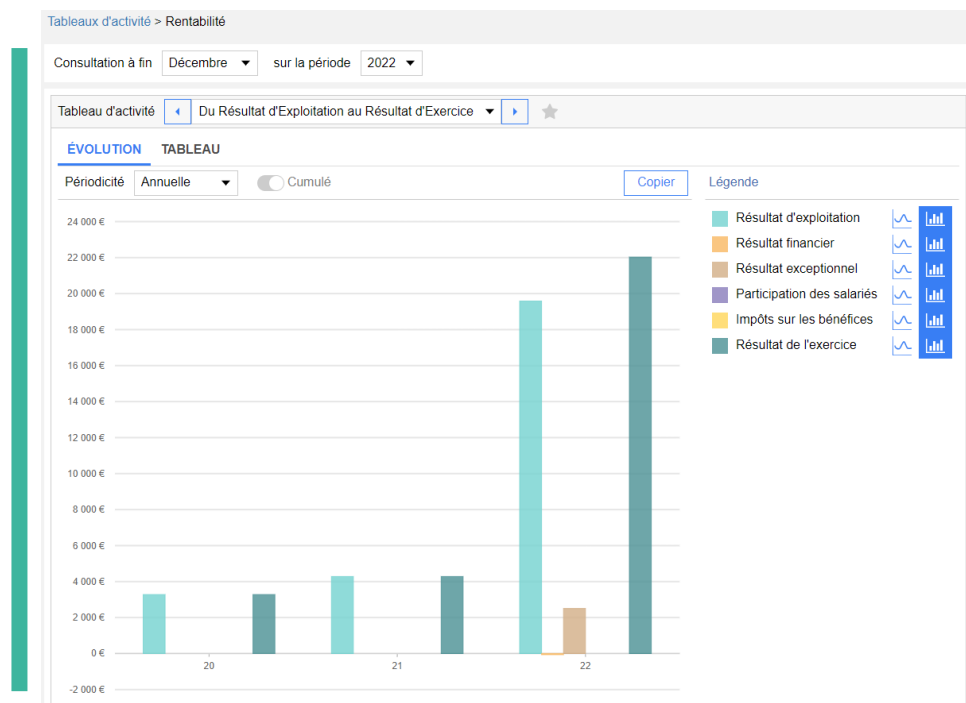 Tableaux d'activité > Rentabilité
Consultation à fin Décembre sur la période 2022
Tableau d'activité Du Résultat d'Exploitation au Résultat d'Exercice
ÉVOLUTION TABLEAU
Périodicité Annuelle Cumulé Copier Légende
24 000 €
22 000 €
20 000 €
18 000 €
16 000 €
14 000 €
12 000 €
10 000 €
8 000 €
6 000 €
4 000 €
2 000 €
0 €
-2 000 €
20 21 22
Résultat d'exploitation
Résultat financier
Résultat exceptionnel
Participation des salariés
Impôts sur les bénéfices
Résultat de l'exercice